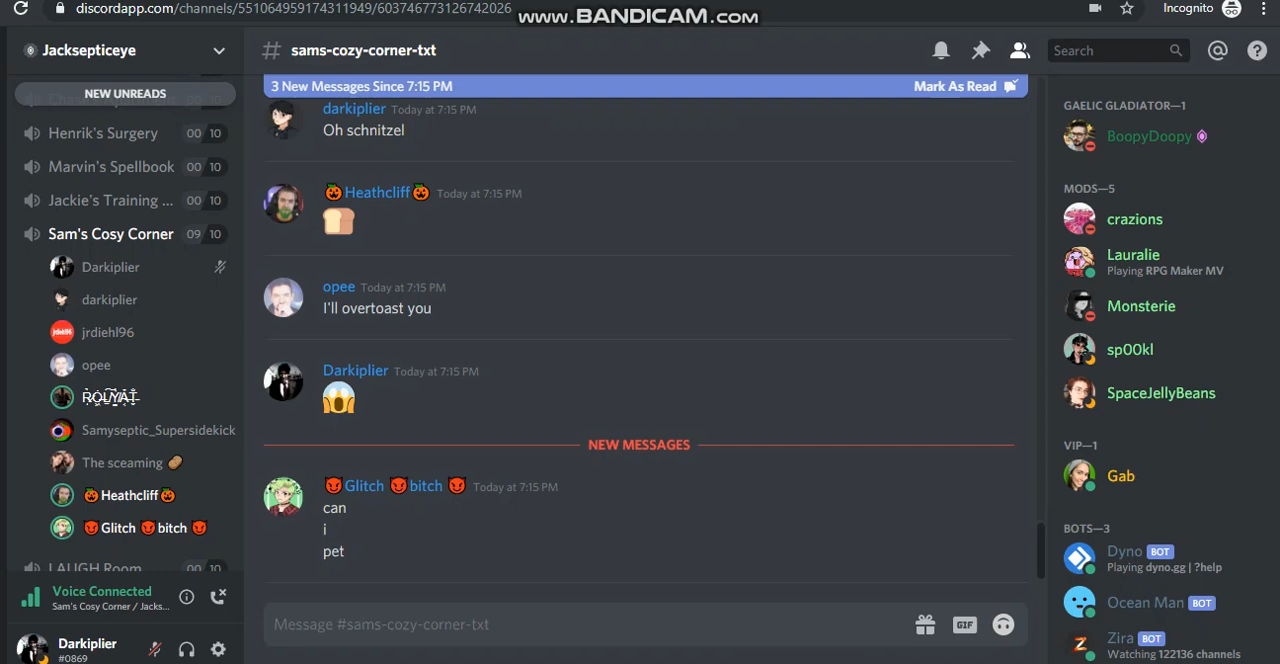 discordapp.com/channels/551064959174311949/603746773126742026
www.BANDICAM.com
Incognito
Jacksepticeye
# sams-cozy-corner-txt
Search
NEW UNREADS
00 10
Henrik's Surgery 00 10
Marvin's Spellbook 00 10
Jackie's Training ... 00 10
Sam's Cosy Corner 09 10
Darkiplier
darkiplier
jrdiehl96
opee
ROLYAT
Samyseptic_Supersidekick
The sceaming 🥔
🎃Heathcliff🎃
😈Glitch 😈bitch 😈
LAUGH Room 00 10
Voice Connected
Sam's Cosy Corner / Jacks...
Darkiplier
#0869
3 New Messages Since 7:15 PM Mark As Read
darkiplier Today at 7:15 PM
Oh schnitzel
🎃Heathcliff🎃 Today at 7:15 PM
🍞
opee Today at 7:15 PM
I'll overtoast you
Darkiplier Today at 7:15 PM
😱
NEW MESSAGES
😈Glitch 😈bitch 😈 Today at 7:15 PM
can
i
pet
Message #sams-cozy-corner-txt
GIF
GAELIC GLADIATOR—1
BoopyDoopy
MODS—5
crazions
Lauralie
Playing RPG Maker MV
Monsterie
sp00kl
SpaceJellyBeans
VIP—1
Gab
BOTS—3
Dyno BOT
Playing dyno.gg | ?help
Ocean Man BOT
Zira BOT
Watching 122136 channels